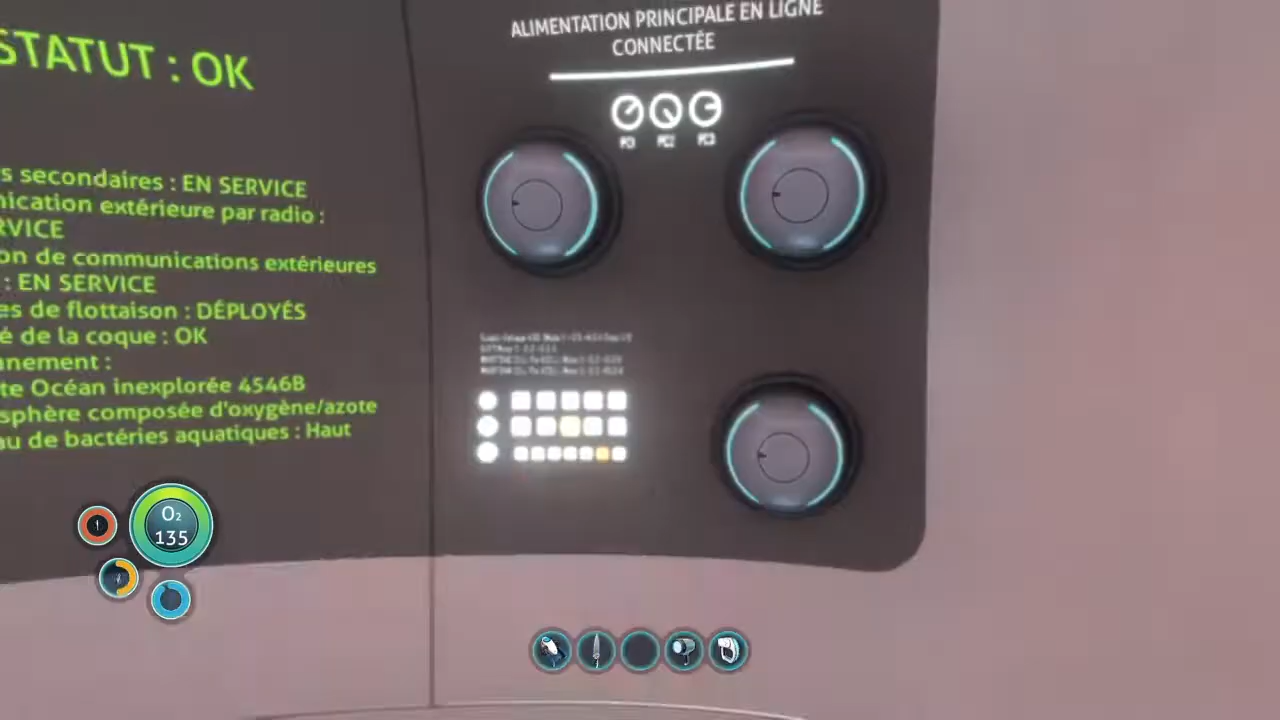 STATUT : OK
s secondaires : EN SERVICE
nication extérieure par radio :
RVICE
on de communications extérieures
: EN SERVICE
es de flottaison : DÉPLOYÉS
é de la coque : OK
nnement :
te Océan inexplorée 4546B
sphère composée d'oxygène/azote
au de bactéries aquatiques : Haut
ALIMENTATION PRINCIPALE EN LIGNE
CONNECTÉE
O₂
135